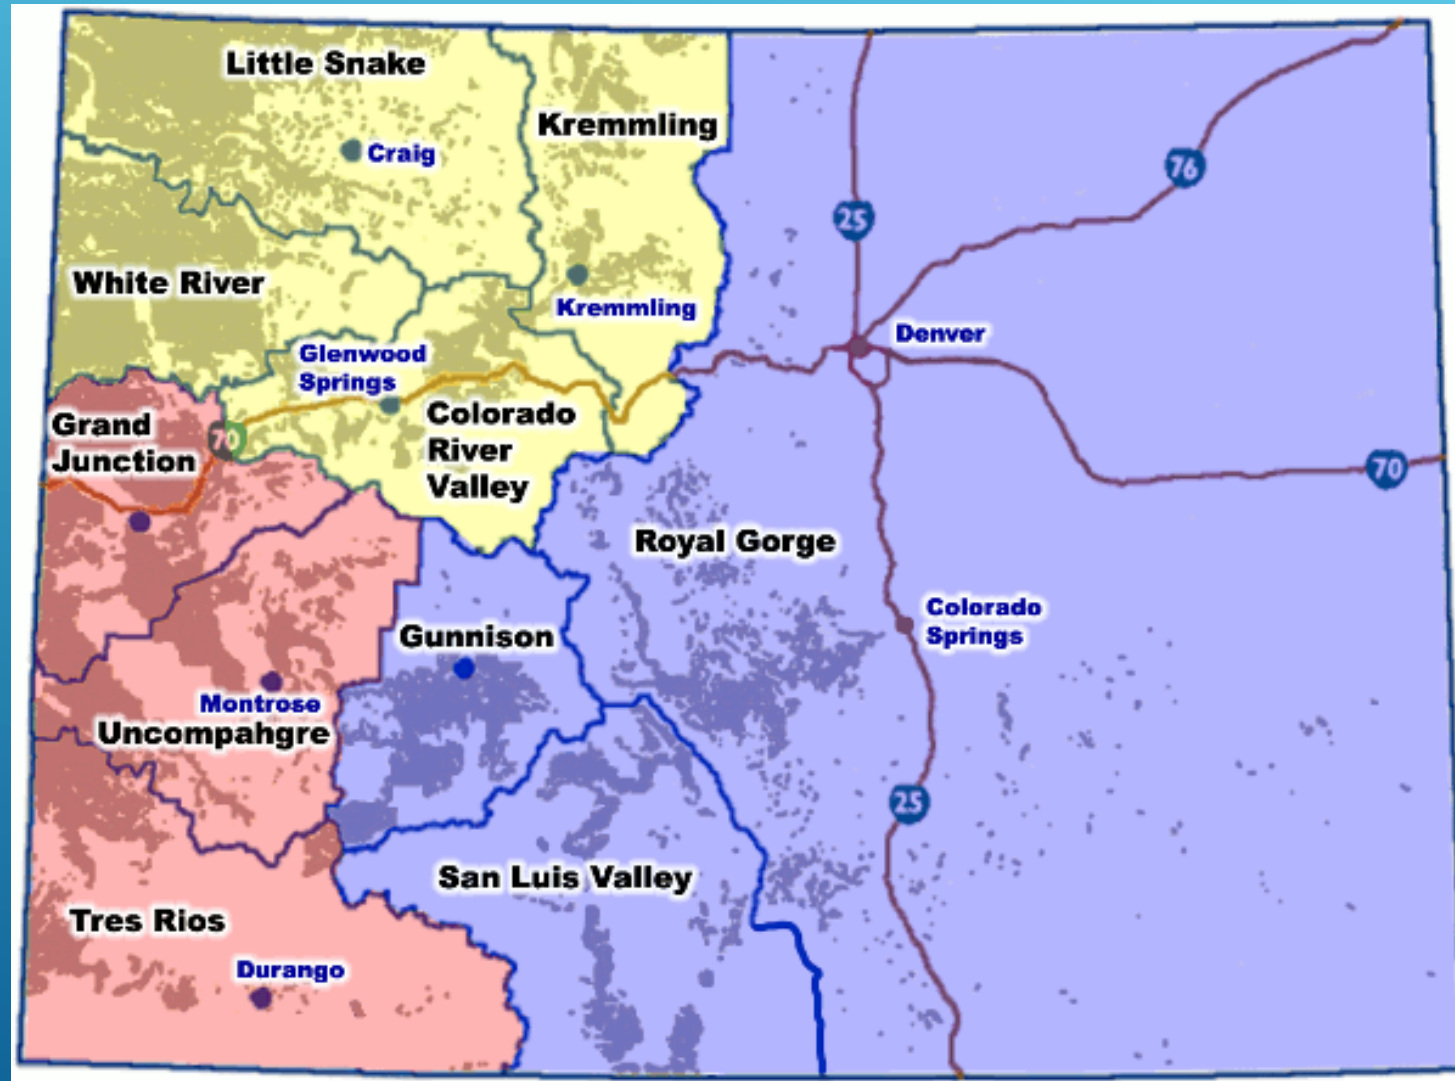 Little Snake
Kremmling
Craig
76
25
White River
Kremmling
Denver
Glenwood
Springs
Grand
Junction
70
Colorado
River
Valley
70
Royal Gorge
Colorado
Springs
Gunnison
Montrose
Uncompahgre
25
San Luis Valley
Tres Rios
Durango